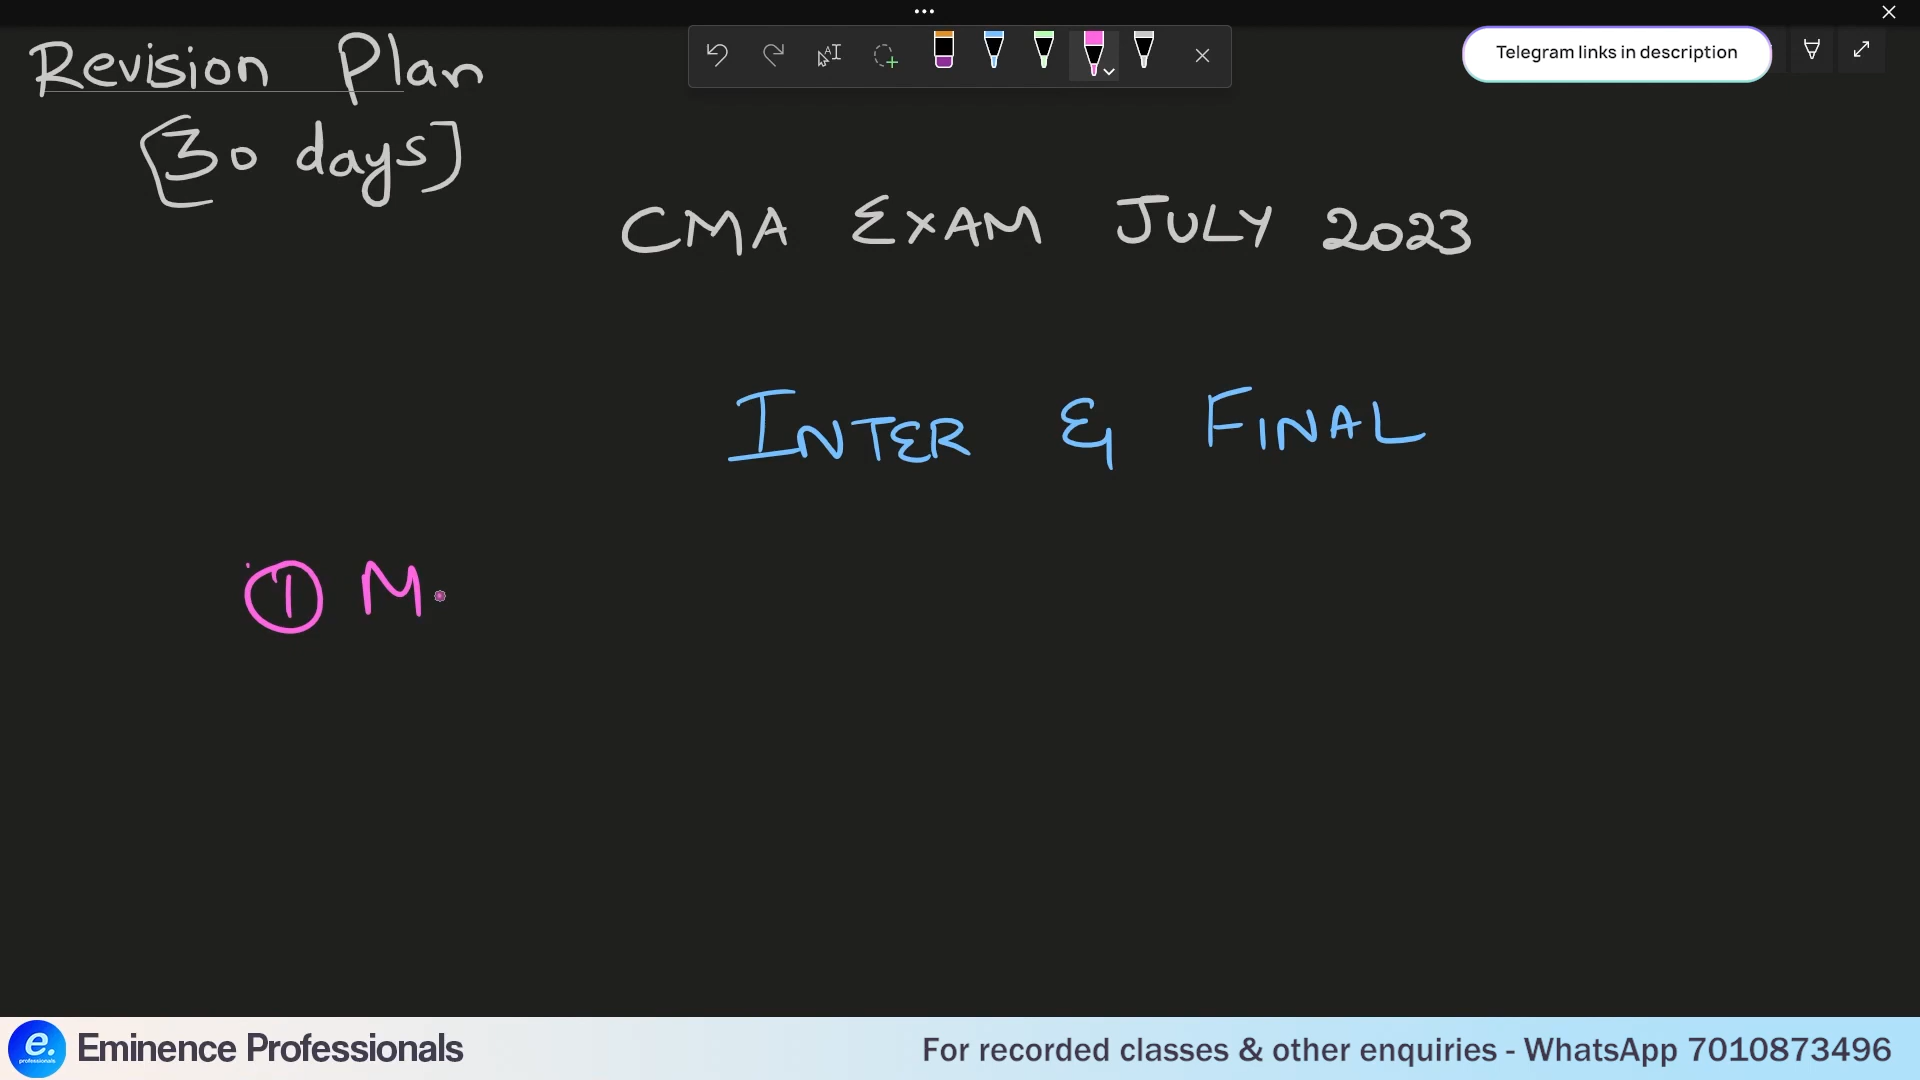 Revision Plan
[30 days]
Telegram links in description
CMA EXAM JULY 2023
INTER & FINAL
① M
e.
professionals
Eminence Professionals
For recorded classes & other enquiries - WhatsApp 7010873496